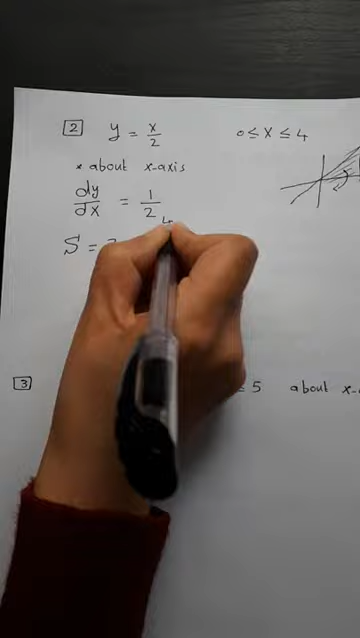 2 y = x/2 0 ≤ x ≤ 4
* about x-axis
dy/dx = 1/2
S =
3 5 about x-